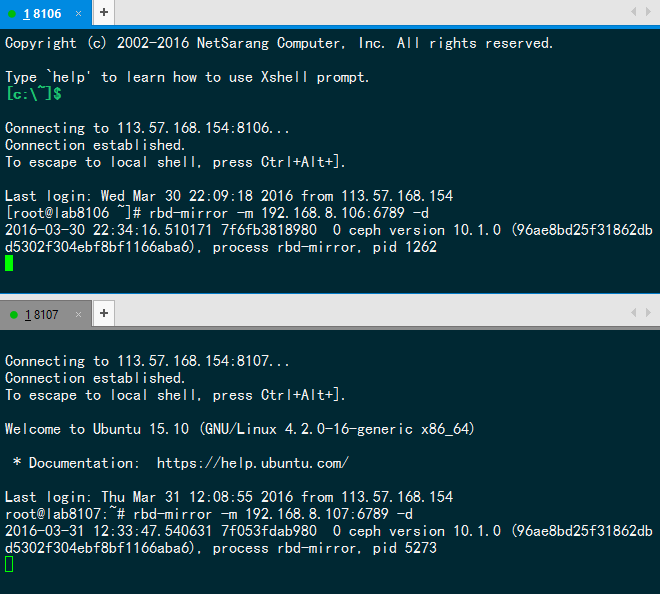 1 8106 × +
Copyright (c) 2002-2016 NetSarang Computer, Inc. All rights reserved.
Type `help' to learn how to use Xshell prompt.
[c:\~]$
Connecting to 113.57.168.154:8106...
Connection established.
To escape to local shell, press Ctrl+Alt+].
Last login: Wed Mar 30 22:09:18 2016 from 113.57.168.154
[root@lab8106 ~]# rbd-mirror -m 192.168.8.106:6789 -d
2016-03-30 22:34:16.510171 7f6fb3818980  0 ceph version 10.1.0 (96ae8bd25f31862db
d5302f304ebf8bf1166aba6), process rbd-mirror, pid 1262
1 8107 × +
Connecting to 113.57.168.154:8107...
Connection established.
To escape to local shell, press Ctrl+Alt+].
Welcome to Ubuntu 15.10 (GNU/Linux 4.2.0-16-generic x86_64)
 * Documentation:  https://help.ubuntu.com/
Last login: Thu Mar 31 12:08:55 2016 from 113.57.168.154
root@lab8107:~# rbd-mirror -m 192.168.8.107:6789 -d
2016-03-31 12:33:47.540631 7f053fdab980  0 ceph version 10.1.0 (96ae8bd25f31862db
d5302f304ebf8bf1166aba6), process rbd-mirror, pid 5273